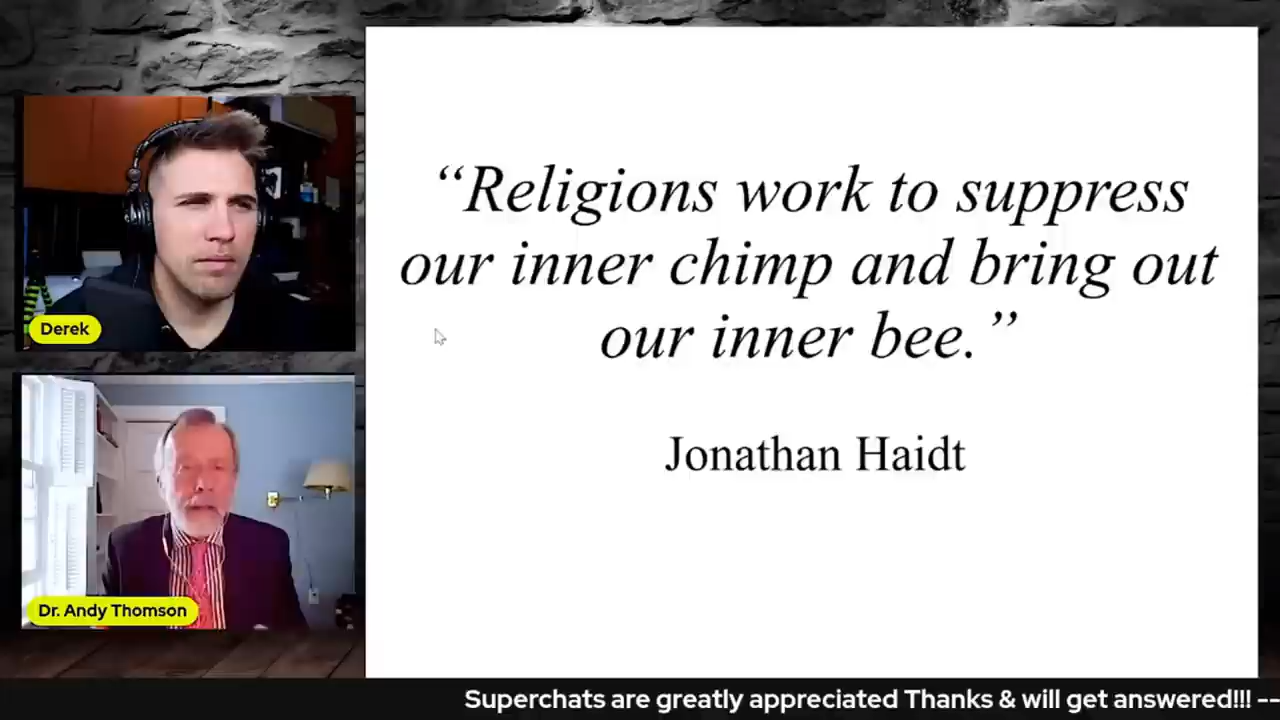 Derek
Dr. Andy Thomson
“Religions work to suppress
our inner chimp and bring out
our inner bee.”
Jonathan Haidt
Superchats are greatly appreciated Thanks & will get answered!!! --